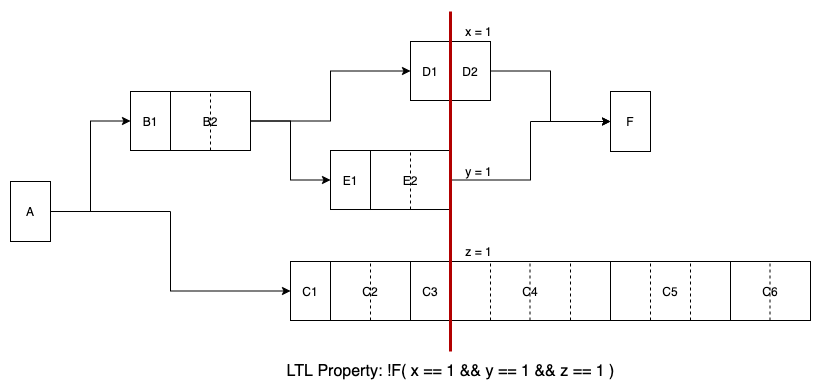 x = 1
D1 D2
B1 B2 F
E1 E2 y = 1
A
z = 1
C1 C2 C3 C4 C5 C6
LTL Property: !F( x == 1 && y == 1 && z == 1 )